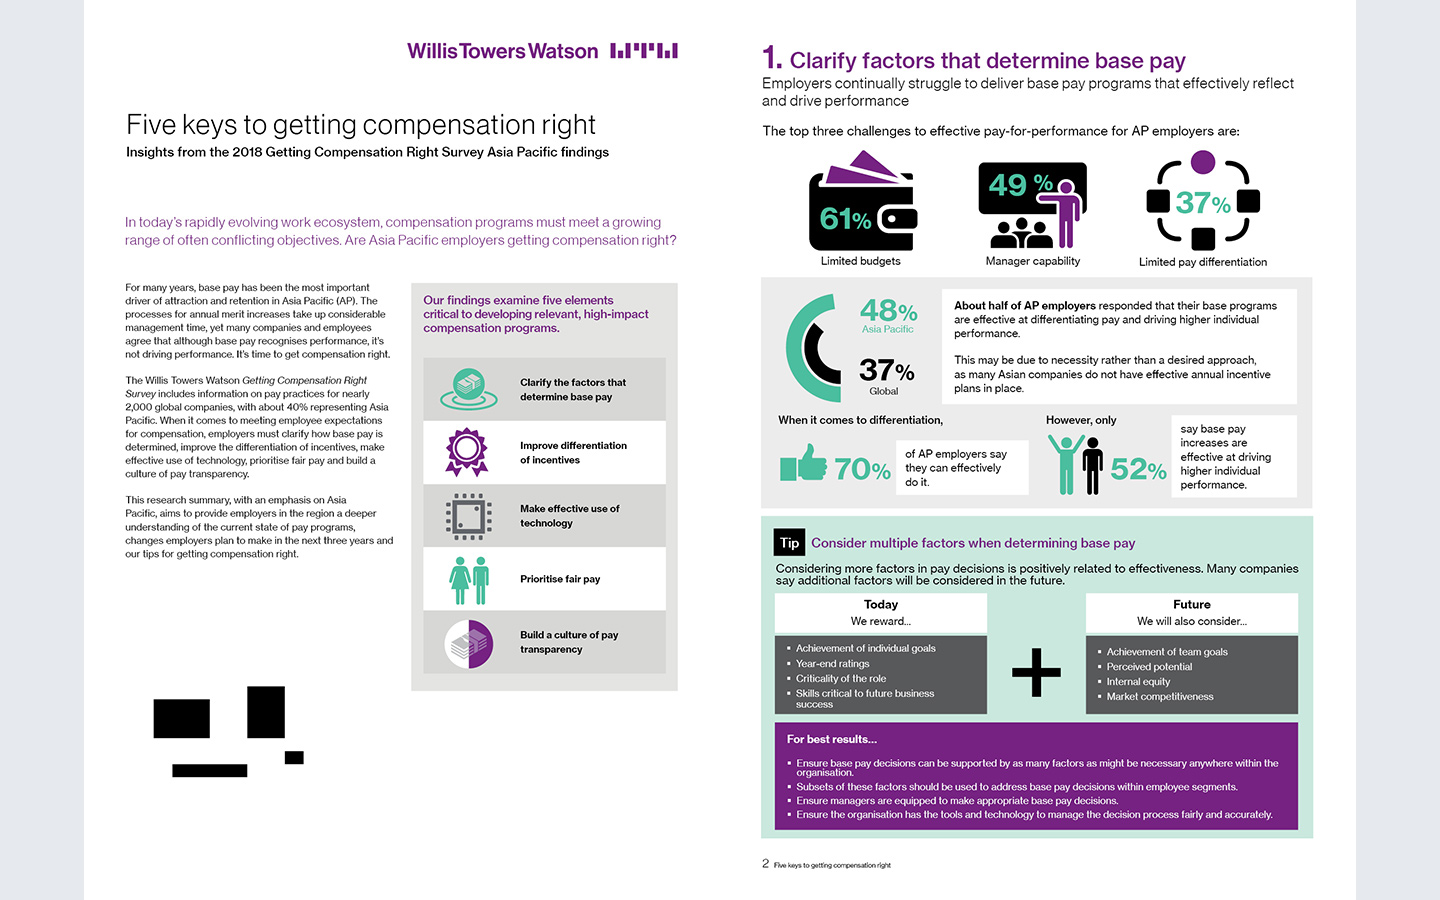 Willis Towers Watson
Five keys to getting compensation right
Insights from the 2018 Getting Compensation Right Survey Asia Pacific findings
In today's rapidly evolving work ecosystem, compensation programs must meet a growing
range of often conflicting objectives. Are Asia Pacific employers getting compensation right?
For many years, base pay has been the most important
driver of attraction and retention in Asia Pacific (AP). The
processes for annual merit increases take up considerable
management time, yet many companies and employees
agree that although base pay recognises performance, it's
not driving performance. It's time to get compensation right.
The Willis Towers Watson Getting Compensation Right
Survey includes information on pay practices for nearly
2,000 global companies, with about 40% representing Asia
Pacific. When it comes to meeting employee expectations
for compensation, employers must clarify how base pay is
determined, improve the differentiation of incentives, make
effective use of technology, prioritise fair pay and build a
culture of pay transparency.
This research summary, with an emphasis on Asia
Pacific, aims to provide employers in the region a deeper
understanding of the current state of pay programs,
changes employers plan to make in the next three years and
our tips for getting compensation right.
Our findings examine five elements
critical to developing relevant, high-impact
compensation programs.
Clarify the factors that
determine base pay
Improve differentiation
of incentives
Make effective use of
technology
Prioritise fair pay
Build a culture of pay
transparency
1. Clarify factors that determine base pay
Employers continually struggle to deliver base pay programs that effectively reflect
and drive performance
The top three challenges to effective pay-for-performance for AP employers are:
61%
Limited budgets
49 %
Manager capability
37%
Limited pay differentiation
48%
Asia Pacific
37%
Global
About half of AP employers responded that their base programs
are effective at differentiating pay and driving higher individual
performance.
This may be due to necessity rather than a desired approach,
as many Asian companies do not have effective annual incentive
plans in place.
When it comes to differentiation,
70%
of AP employers say
they can effectively
do it.
However, only
52%
say base pay
increases are
effective at driving
higher individual
performance.
Tip Consider multiple factors when determining base pay
Considering more factors in pay decisions is positively related to effectiveness. Many companies
say additional factors will be considered in the future.
Today
We reward...
▪ Achievement of individual goals
▪ Year-end ratings
▪ Criticality of the role
▪ Skills critical to future business
success
+
Future
We will also consider...
▪ Achievement of team goals
▪ Perceived potential
▪ Internal equity
▪ Market competitiveness
For best results...
▪ Ensure base pay decisions can be supported by as many factors as might be necessary anywhere within the
organisation.
▪ Subsets of these factors should be used to address base pay decisions within employee segments.
▪ Ensure managers are equipped to make appropriate base pay decisions.
▪ Ensure the organisation has the tools and technology to manage the decision process fairly and accurately.
2 Five keys to getting compensation right